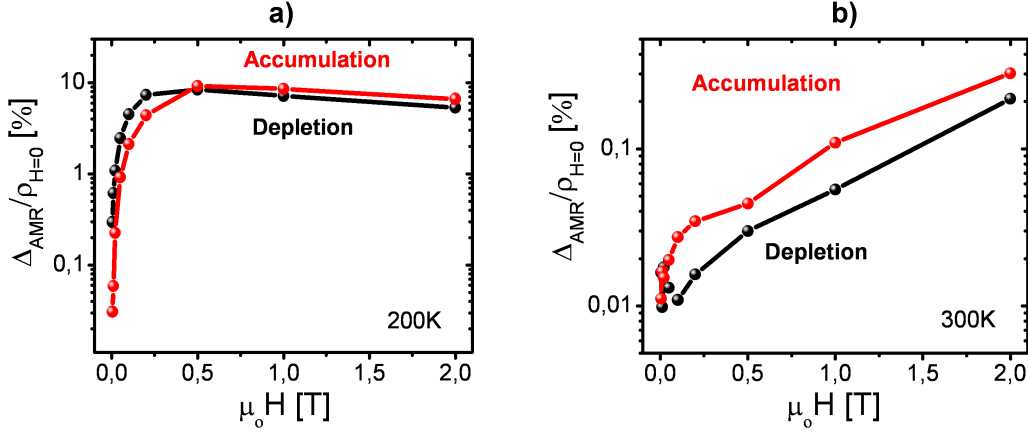 a)
Accumulation
Depletion
200K
10
1
0,1
Δ_AMR/ρ_H=0 [%]
0,0 0,5 1,0 1,5 2,0
μ_o H [T]
b)
Accumulation
Depletion
300K
0,1
0,01
Δ_AMR/ρ_H=0 [%]
0,0 0,5 1,0 1,5 2,0
μ_o H [T]